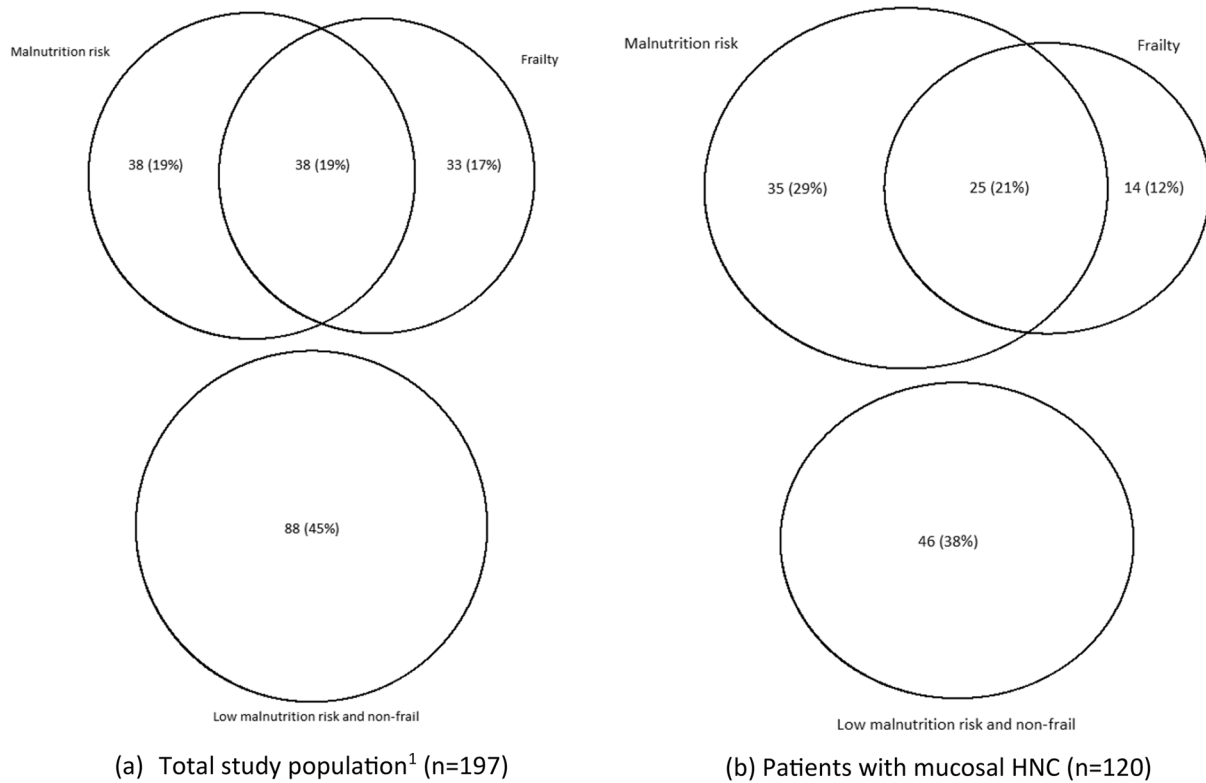 Malnutrition risk
Frailty
38 (19%)
38 (19%)
33 (17%)
88 (45%)
Low malnutrition risk and non-frail
(a) Total study population¹ (n=197)
Malnutrition risk
Frailty
35 (29%)
25 (21%)
14 (12%)
46 (38%)
Low malnutrition risk and non-frail
(b) Patients with mucosal HNC (n=120)